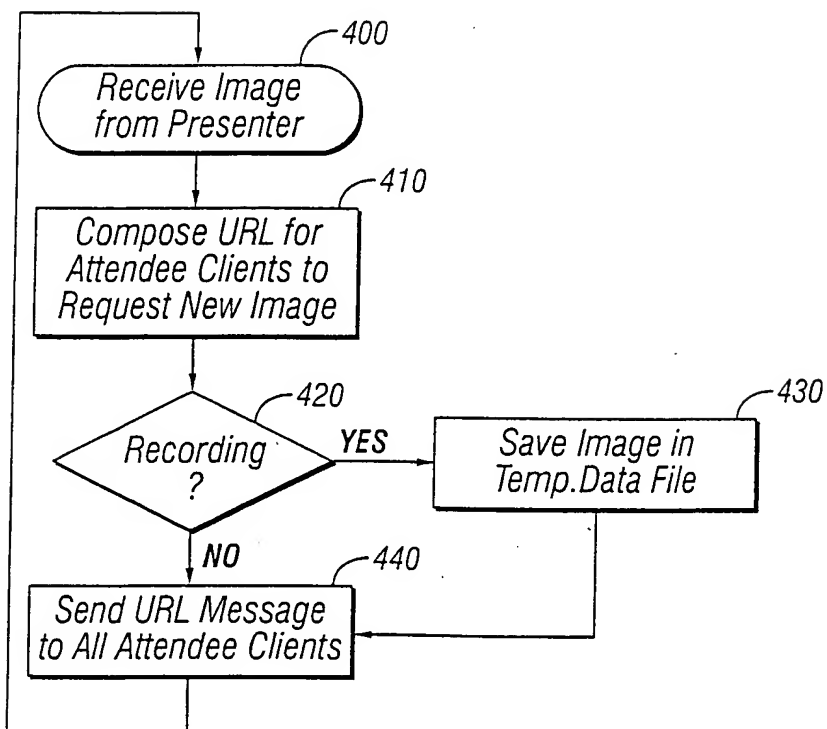 400
Receive Image
from Presenter
410
Compose URL for
Attendee Clients to
Request New Image
420
Recording
?
YES
430
Save Image in
Temp.Data File
NO
440
Send URL Message
to All Attendee Clients